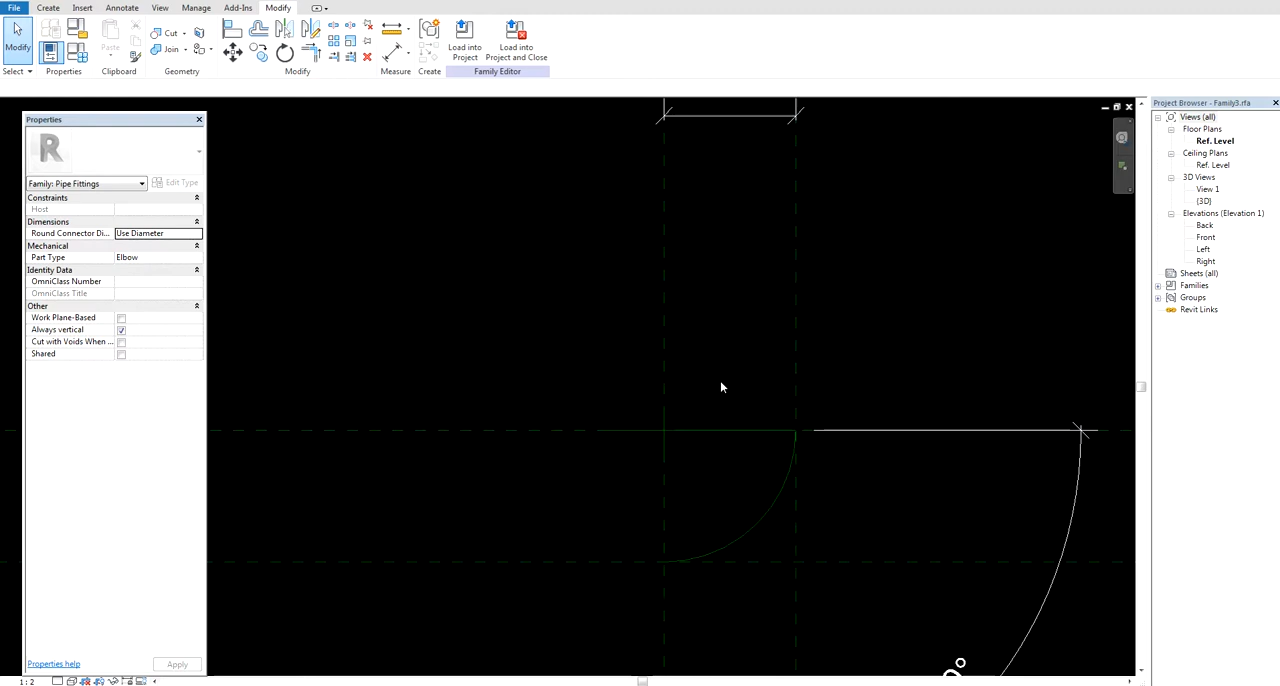 File Create Insert Annotate View Manage Add-Ins Modify
Modify Paste Cut Join Load into Project Load into Project and Close
Select Properties Clipboard Geometry Modify Measure Create Family Editor
Properties
Family: Pipe Fittings Edit Type
Constraints
Host
Dimensions
Round Connector Di... Use Diameter
Mechanical
Part Type Elbow
Identity Data
OmniClass Number
OmniClass Title
Other
Work Plane-Based
Always vertical
Cut with Voids When ...
Shared
Properties help Apply
1 : 2
Project Browser - Family3.rfa
Views (all)
Floor Plans
Ref. Level
Ceiling Plans
Ref. Level
3D Views
View 1
{3D}
Elevations (Elevation 1)
Back
Front
Left
Right
Sheets (all)
Families
Groups
Revit Links